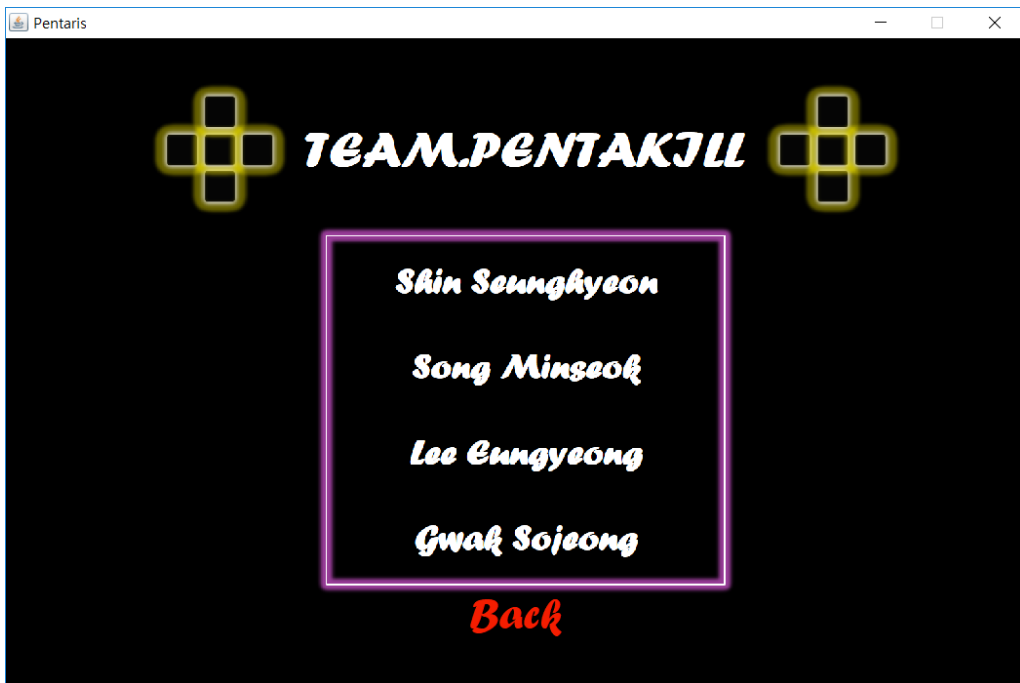 Pentaris
TEAM.PENTAKILL
Shin Seunghyeon
Song Minseok
Lee Eungyeong
Gwak Sojeong
Back